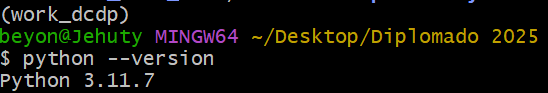 (work_dcdp)
beyon@Jehuty MINGW64 ~/Desktop/Diplomado 2025
$ python --version
Python 3.11.7